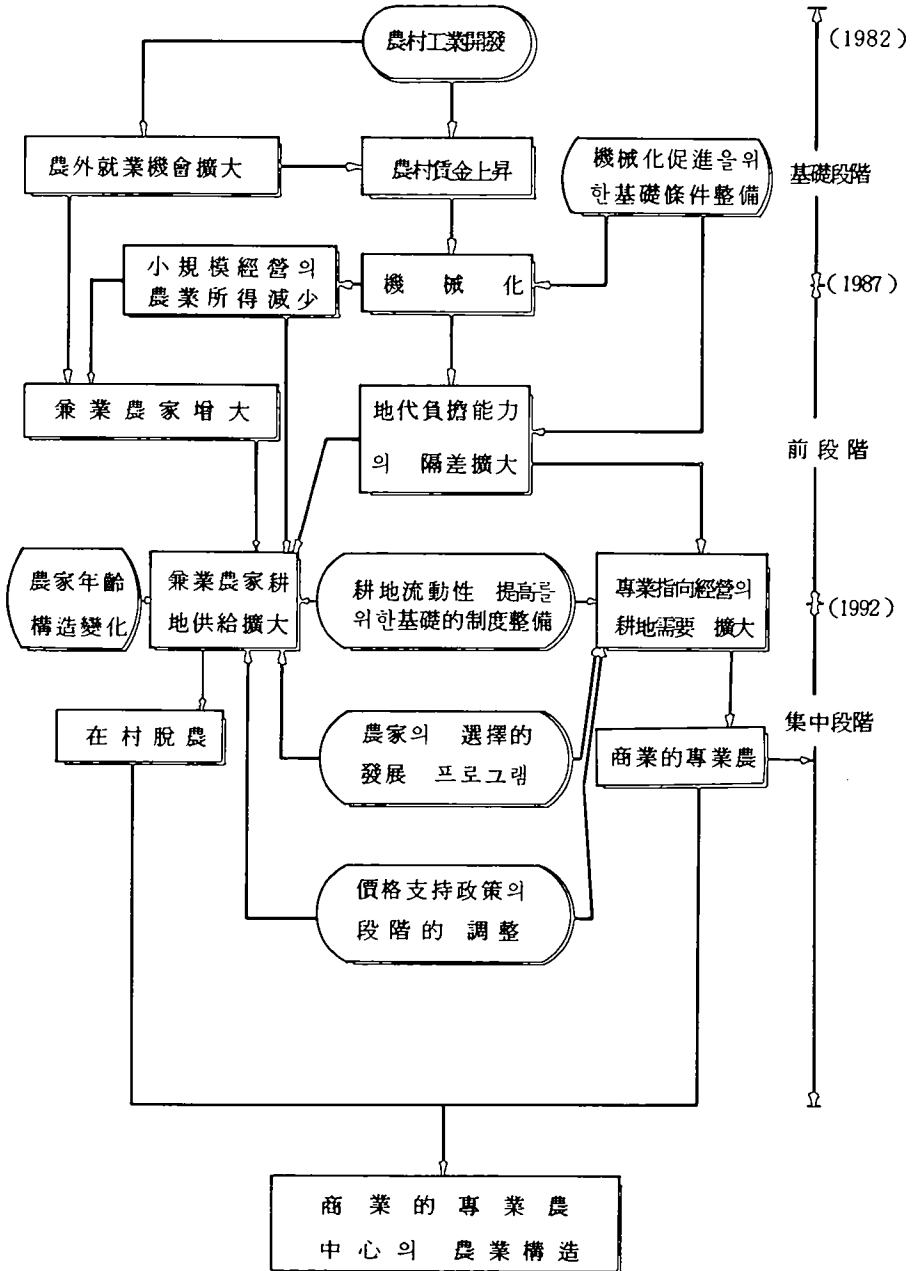 農村工業開發
(1982)
農外就業機會擴大
農村賃金上昇
機械化促進을위
한基礎條件整備
基礎段階
小規模經營의
農業所得減少
機械化
(1987)
兼業農家增大
地代負擔能力
의 隔差擴大
前段階
農家年齡
構造變化
兼業農家耕
地供給擴大
耕地流動性 提高를
위한基礎的制度整備
專業指向經營의
耕地需要 擴大
(1992)
在村脫農
農家의 選擇的
發展 프로그램
商業的專業農
集中段階
價格支持政策의
段階的 調整
商業的專業農
中心의 農業構造